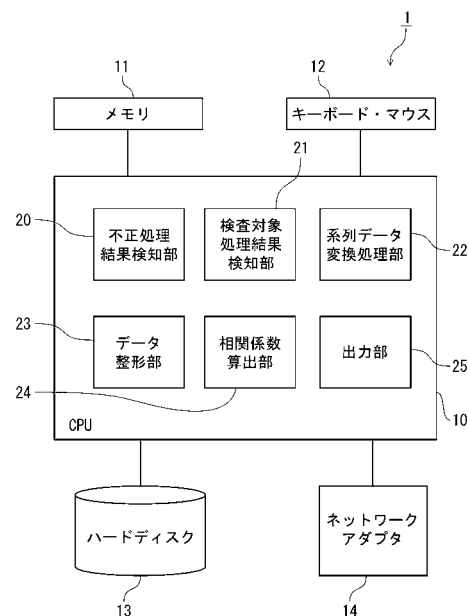 1
11
12
メモリ
キーボード・マウス
21
20
不正処理
結果検知部
検査対象
処理結果
検知部
系列データ
変換処理部
22
23
データ
整形部
相関係数
算出部
出力部
25
24
CPU
10
ハードディスク
ネットワーク
アダプタ
13
14